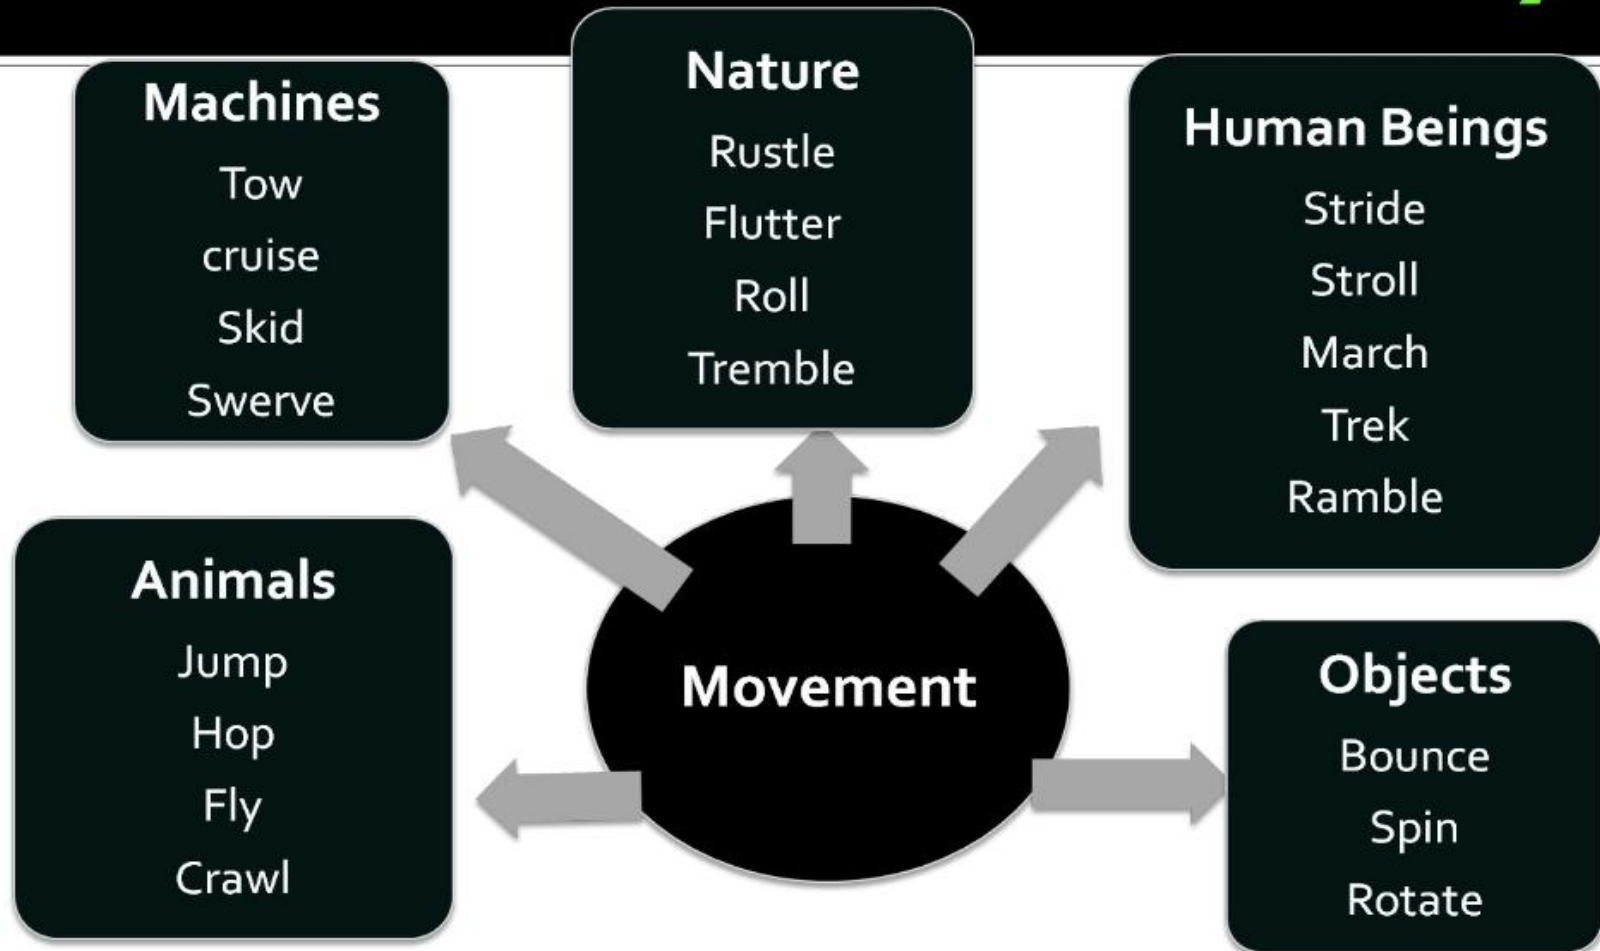 Machines
Tow
cruise
Skid
Swerve
Nature
Rustle
Flutter
Roll
Tremble
Human Beings
Stride
Stroll
March
Trek
Ramble
Animals
Jump
Hop
Fly
Crawl
Movement
Objects
Bounce
Spin
Rotate